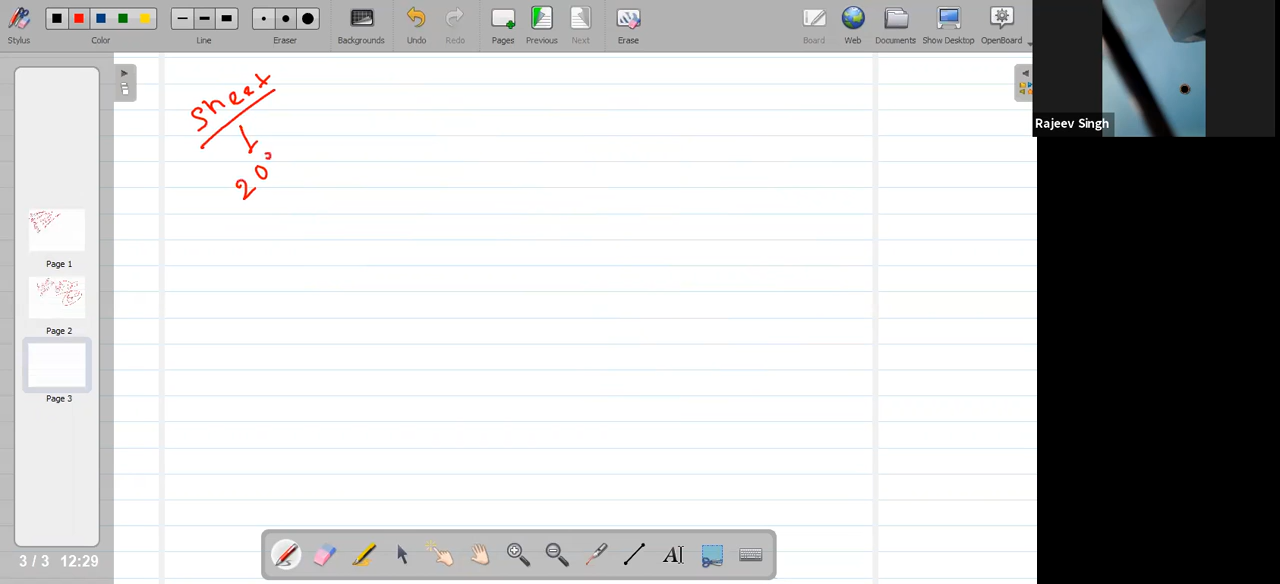 Stylus
Color
Line
Eraser
Backgrounds
Undo
Redo
Pages
Previous
Next
Erase
Board
Web
Documents
Show Desktop
OpenBoard
Rajeev Singh
Sheet
20°
Page 1
Page 2
Page 3
3 / 3 12:29